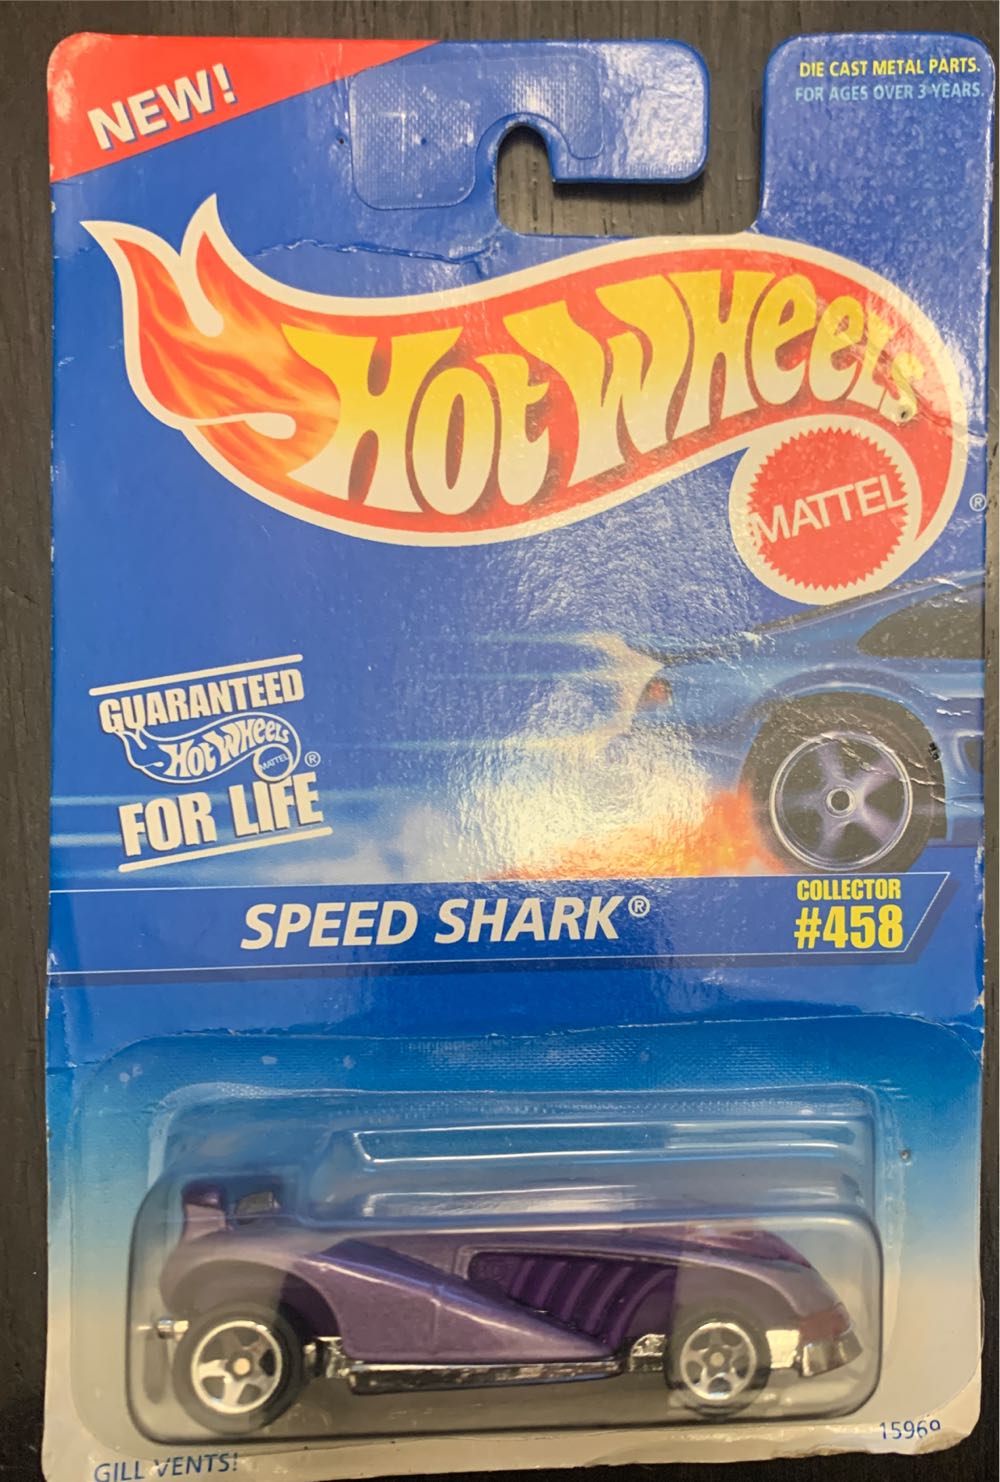 NEW!
DIE CAST METAL PARTS.
FOR AGES OVER 3 YEARS.
HOT WHEELS
MATTEL
®
GUARANTEED
HOT WHEELS
MATTEL ®
FOR LIFE
SPEED SHARK®
COLLECTOR
#458
15969
GILL VENTS!